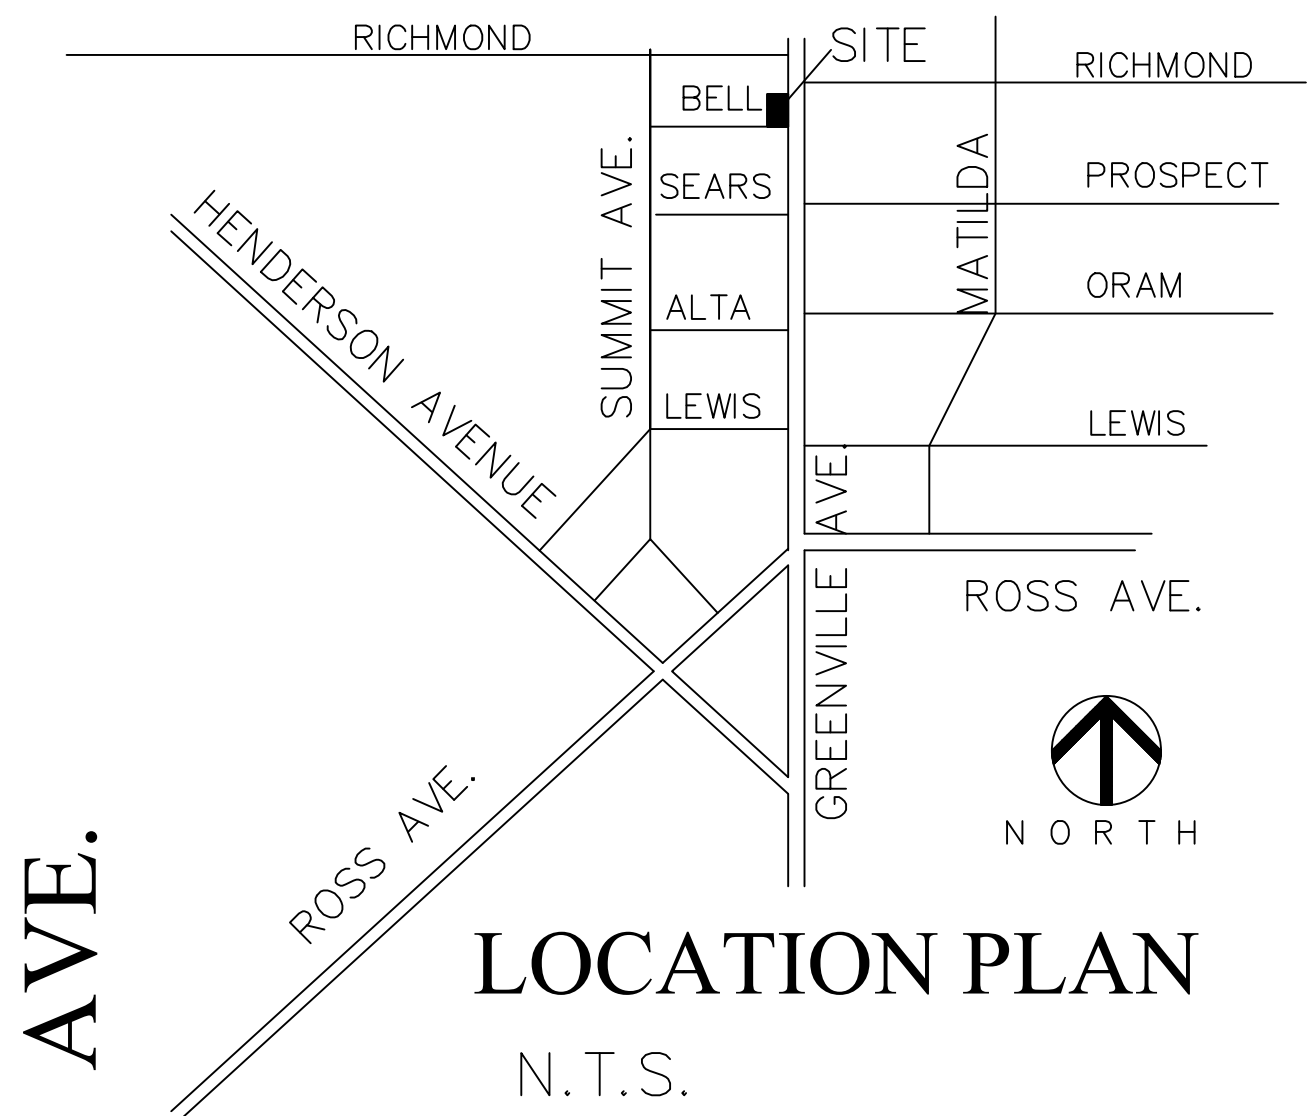 RICHMOND
SITE
RICHMOND
BELL
SUMMIT AVE.
MATILDA
PROSPECT
SEARS
HENDERSON AVENUE
ORAM
ALTA
LEWIS
LEWIS
GREENVILLE AVE.
ROSS AVE.
ROSS AVE.
NORTH
AVE.
LOCATION PLAN
N.T.S.